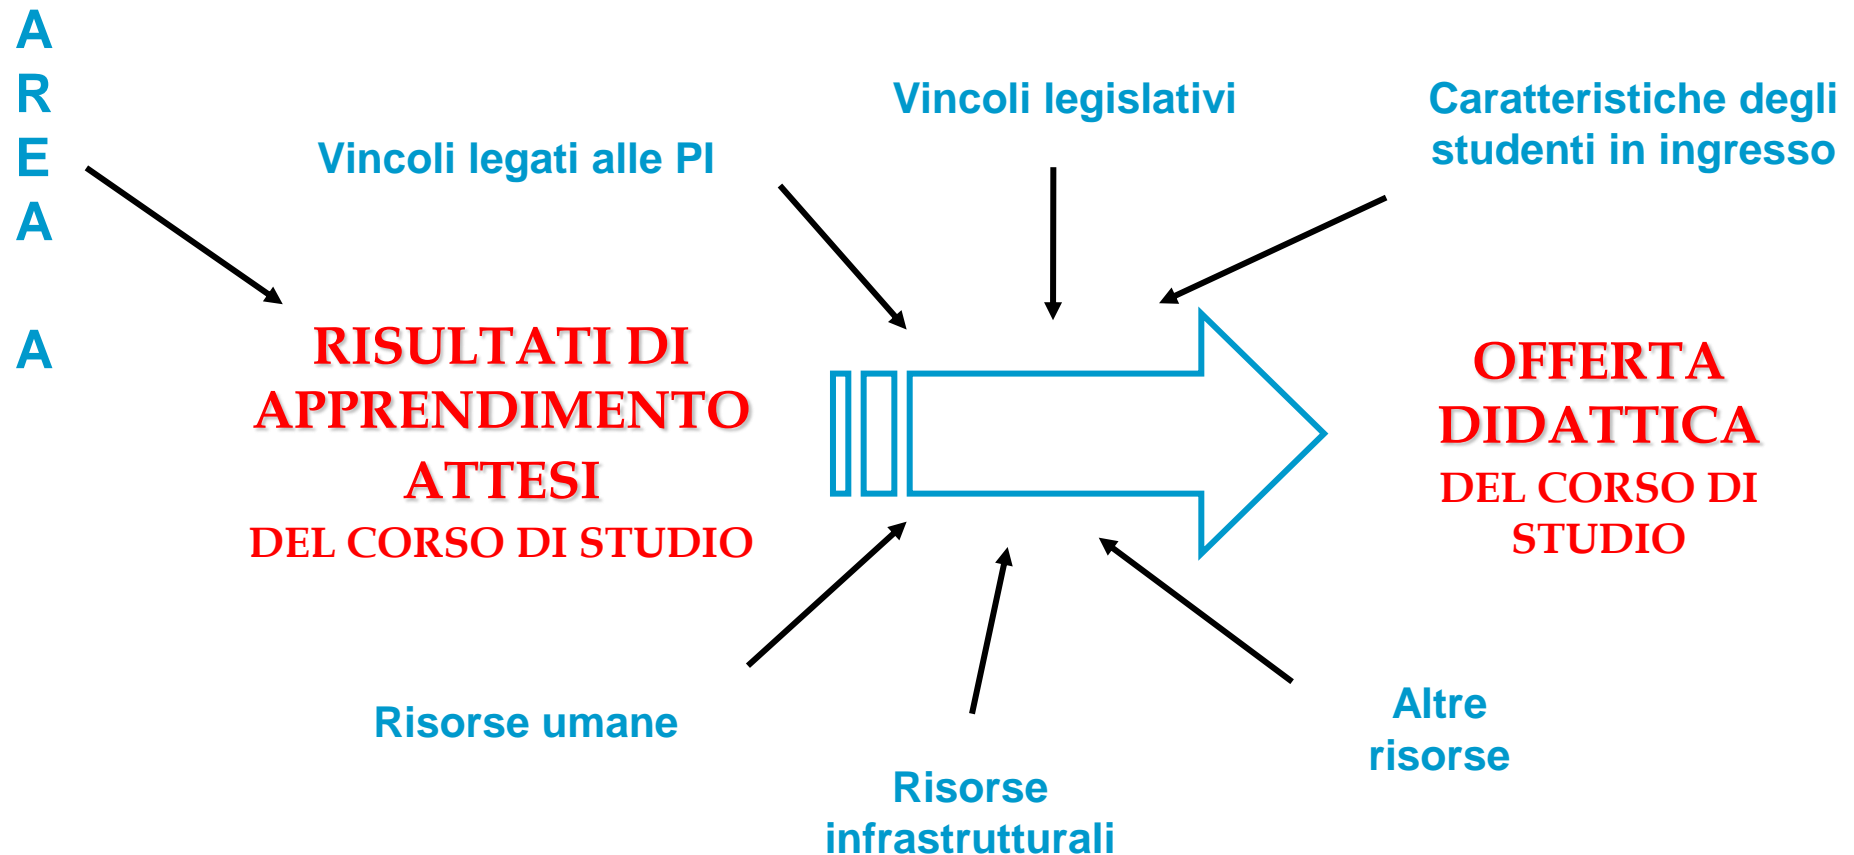 A
R
E
A
A
Vincoli legati alle PI
Vincoli legislativi
Caratteristiche degli
studenti in ingresso
RISULTATI DI
APPRENDIMENTO
ATTESI
DEL CORSO DI STUDIO
OFFERTA
DIDATTICA
DEL CORSO DI
STUDIO
Risorse umane
Risorse
infrastrutturali
Altre
risorse